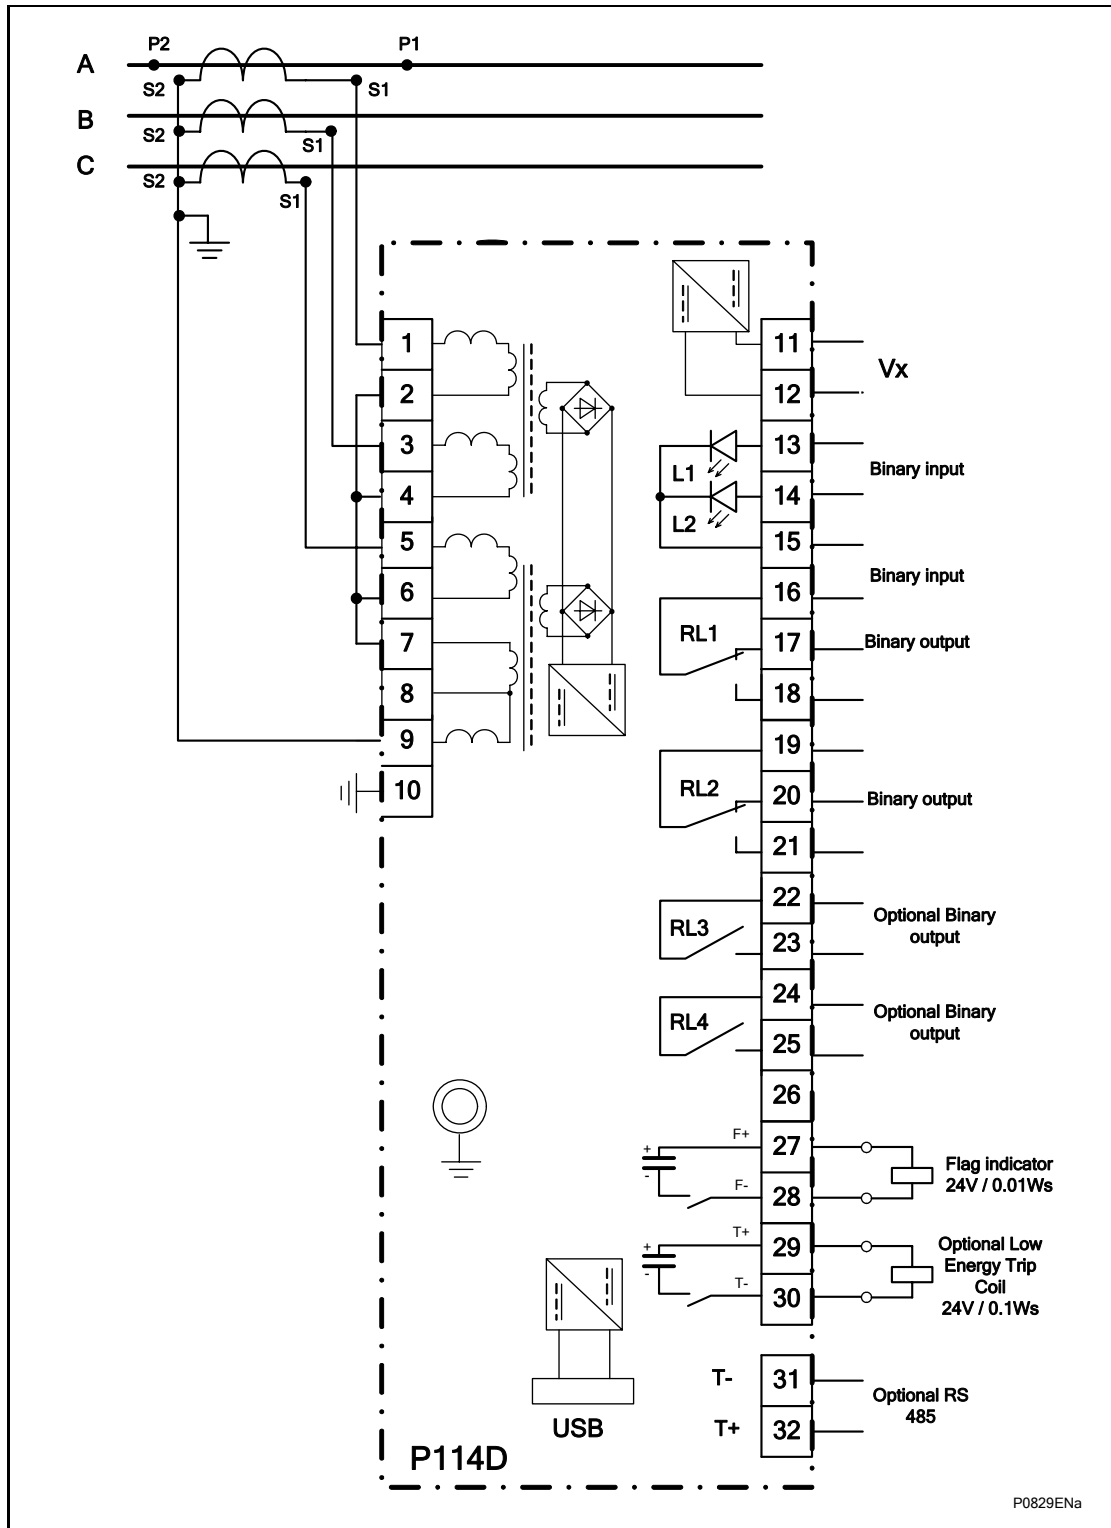 P2
P1
A
S2
S1
B
S2
S1
C
S2
S1
1
2
3
4
5
6
7
8
9
10
11
12
Vx
13
14
Binary input
L1
L2
15
16
Binary input
RL1
17
Binary output
18
19
RL2
20
Binary output
21
22
RL3
23
Optional Binary
output
24
RL4
25
Optional Binary
output
26
+
-
F+
27
F-
28
Flag indicator
24V / 0.01Ws
+
-
T+
29
T-
30
Optional Low
Energy Trip
Coil
24V / 0.1Ws
T-
31
T+
32
Optional RS
485
USB
P114D
P0829ENa